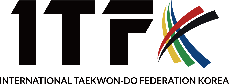 ITF
INTERNATIONAL TAEKWON-DO FEDERATION KOREA